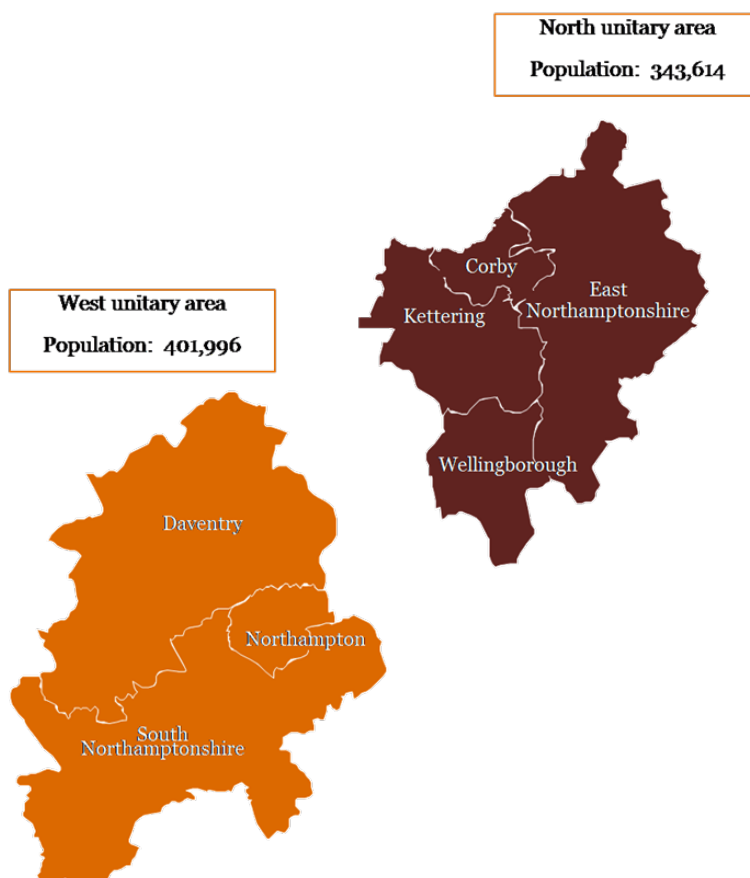 North unitary area
Population: 343,614
Corby
East
Northamptonshire
Kettering
Wellingborough
West unitary area
Population: 401,996
Daventry
Northampton
South
Northamptonshire